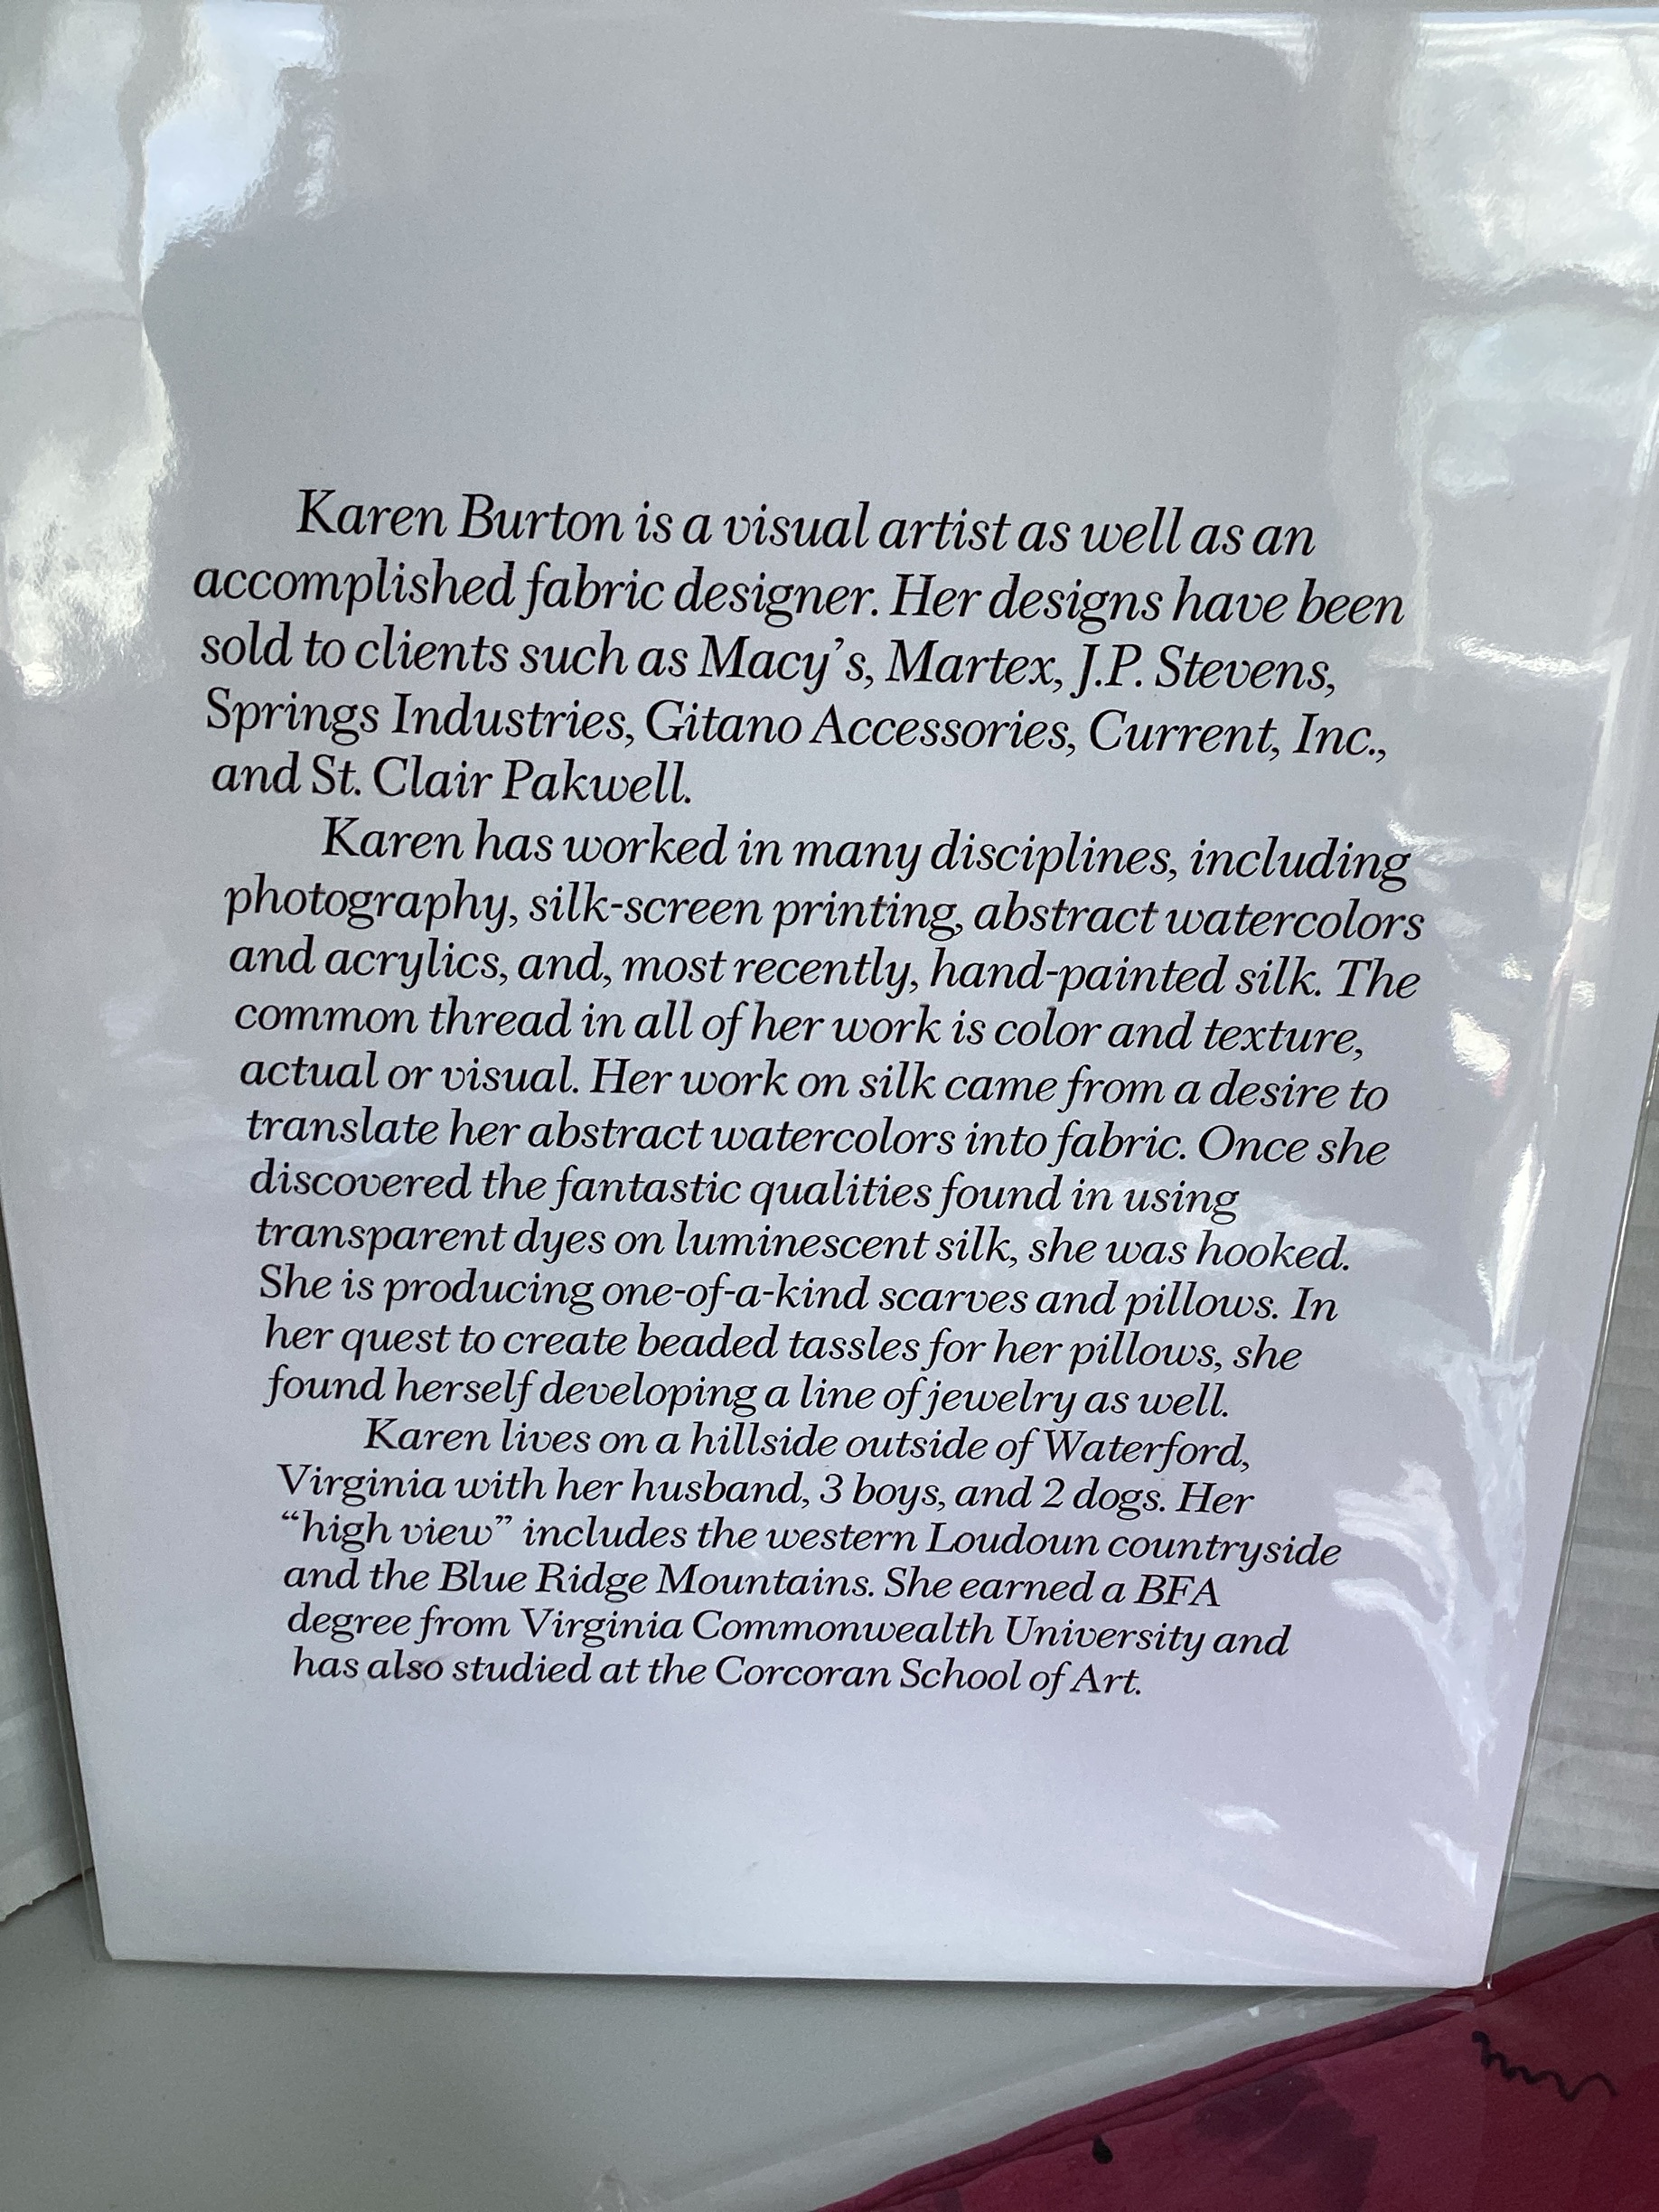 Karen Burton is a visual artist as well as an
accomplished fabric designer. Her designs have been
sold to clients such as Macy's, Martex, J.P. Stevens,
Springs Industries, Gitano Accessories, Current, Inc.,
and St. Clair Pakwell.
Karen has worked in many disciplines, including
photography, silk-screen printing, abstract watercolors
and acrylics, and, most recently, hand-painted silk. The
common thread in all of her work is color and texture,
actual or visual. Her work on silk came from a desire to
translate her abstract watercolors into fabric. Once she
discovered the fantastic qualities found in using
transparent dyes on luminescent silk, she was hooked.
She is producing one-of-a-kind scarves and pillows. In
her quest to create beaded tassles for her pillows, she
found herself developing a line of jewelry as well.
Karen lives on a hillside outside of Waterford,
Virginia with her husband, 3 boys, and 2 dogs. Her
“high view” includes the western Loudoun countryside
and the Blue Ridge Mountains. She earned a BFA
degree from Virginia Commonwealth University and
has also studied at the Corcoran School of Art.